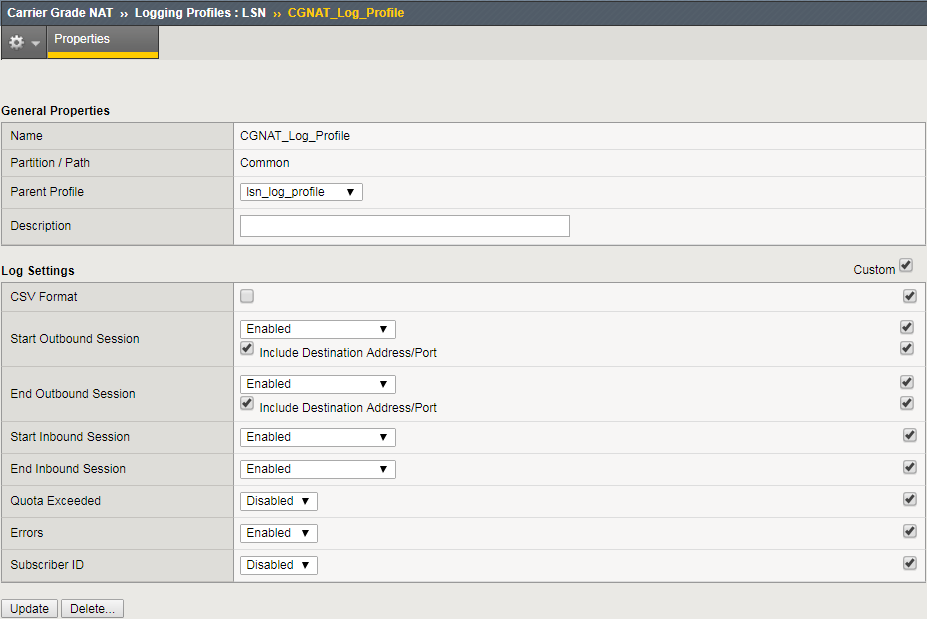 Carrier Grade NAT ›› Logging Profiles : LSN ›› CGNAT_Log_Profile
Properties
General Properties
Name CGNAT_Log_Profile
Partition / Path Common
Parent Profile lsn_log_profile
Description
Log Settings Custom
CSV Format
Start Outbound Session Enabled
Include Destination Address/Port
End Outbound Session Enabled
Include Destination Address/Port
Start Inbound Session Enabled
End Inbound Session Enabled
Quota Exceeded Disabled
Errors Enabled
Subscriber ID Disabled
Update Delete...